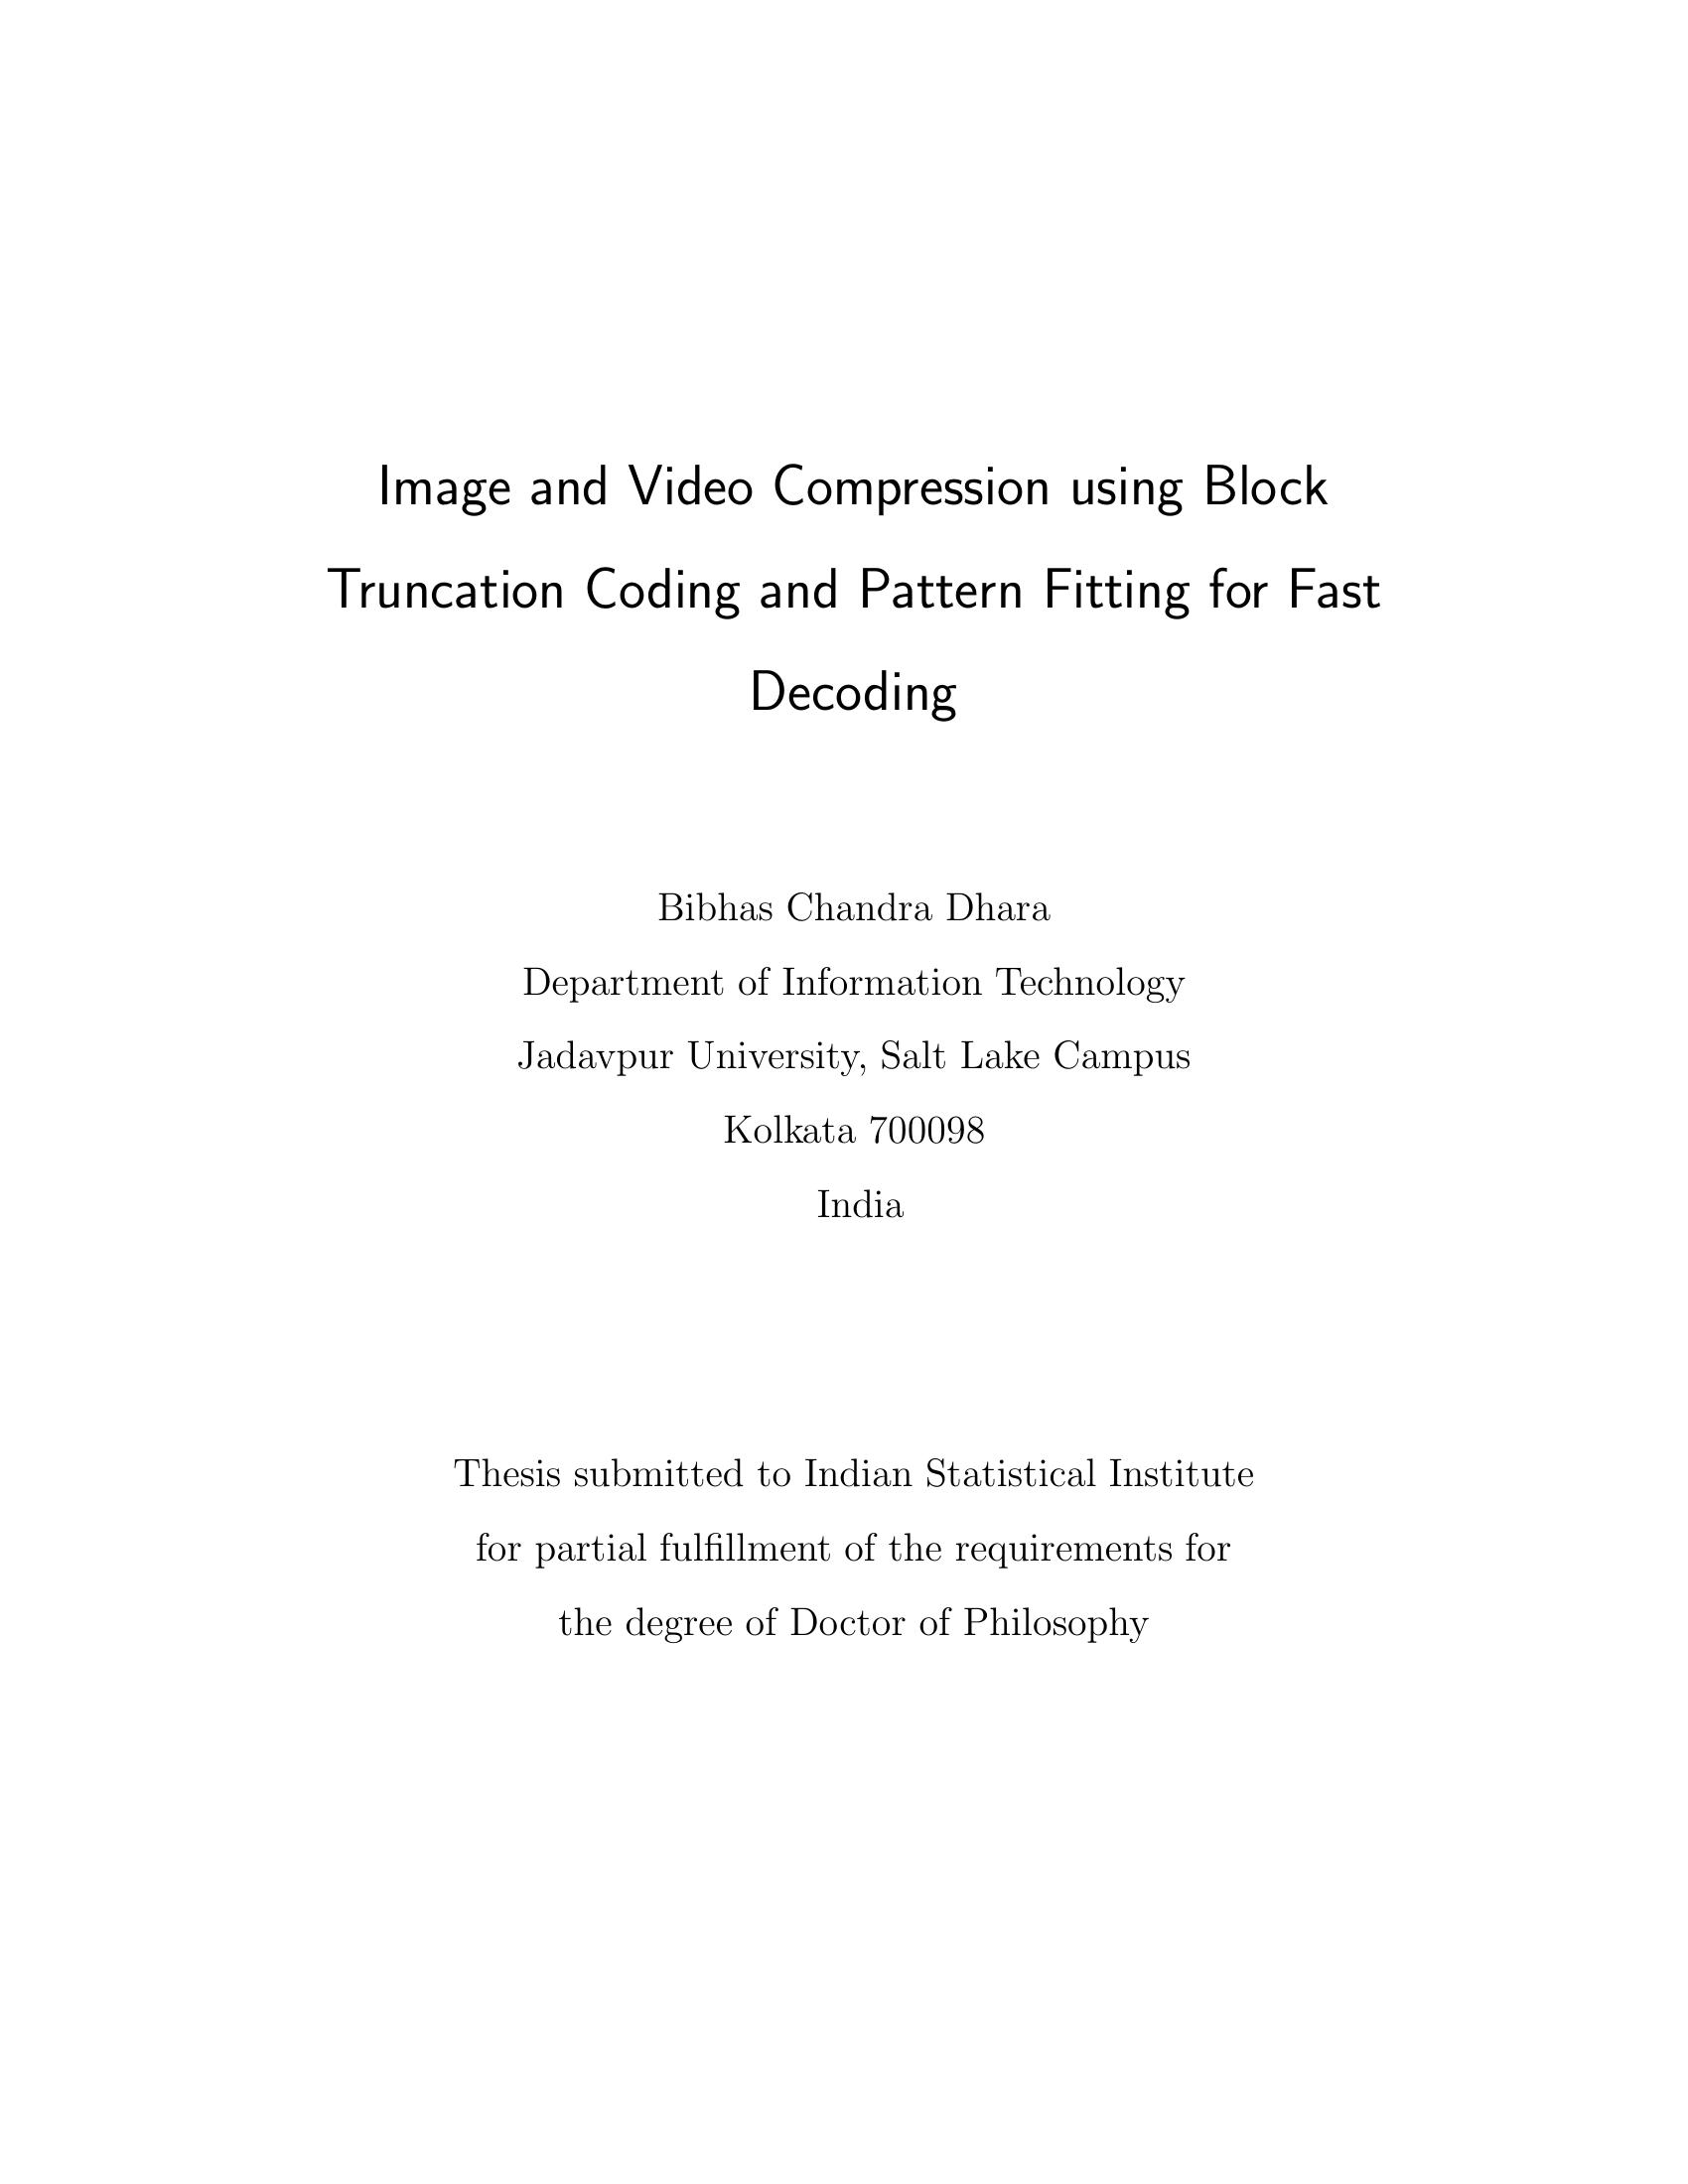 Image and Video Compression using Block
Truncation Coding and Pattern Fitting for Fast
Decoding
Bibhas Chandra Dhara
Department of Information Technology
Jadavpur University, Salt Lake Campus
Kolkata 700098
India
Thesis submitted to Indian Statistical Institute
for partial fulfillment of the requirements for
the degree of Doctor of Philosophy